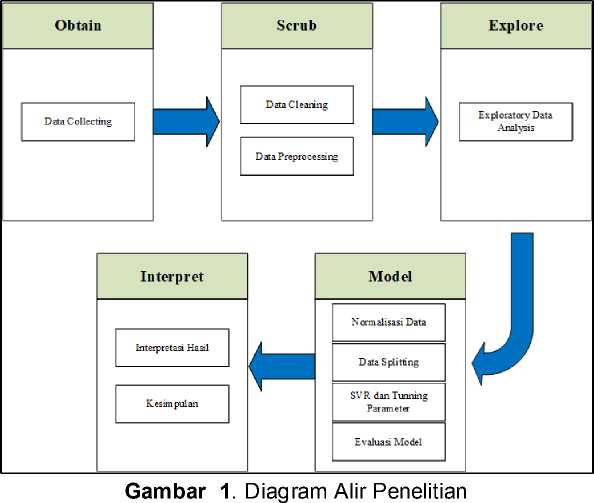 Obtain
Data Collecting
Scrub
Data Cleaning
Data Preprocessing
Explore
Exploratory Data
Analysis
Model
Normalisasi Data
Data Splitting
SVR dan Tunning
Parameter
Evaluasi Model
Interpret
Interpretasi Hasil
Kesimpulan
Gambar 1. Diagram Alir Penelitian